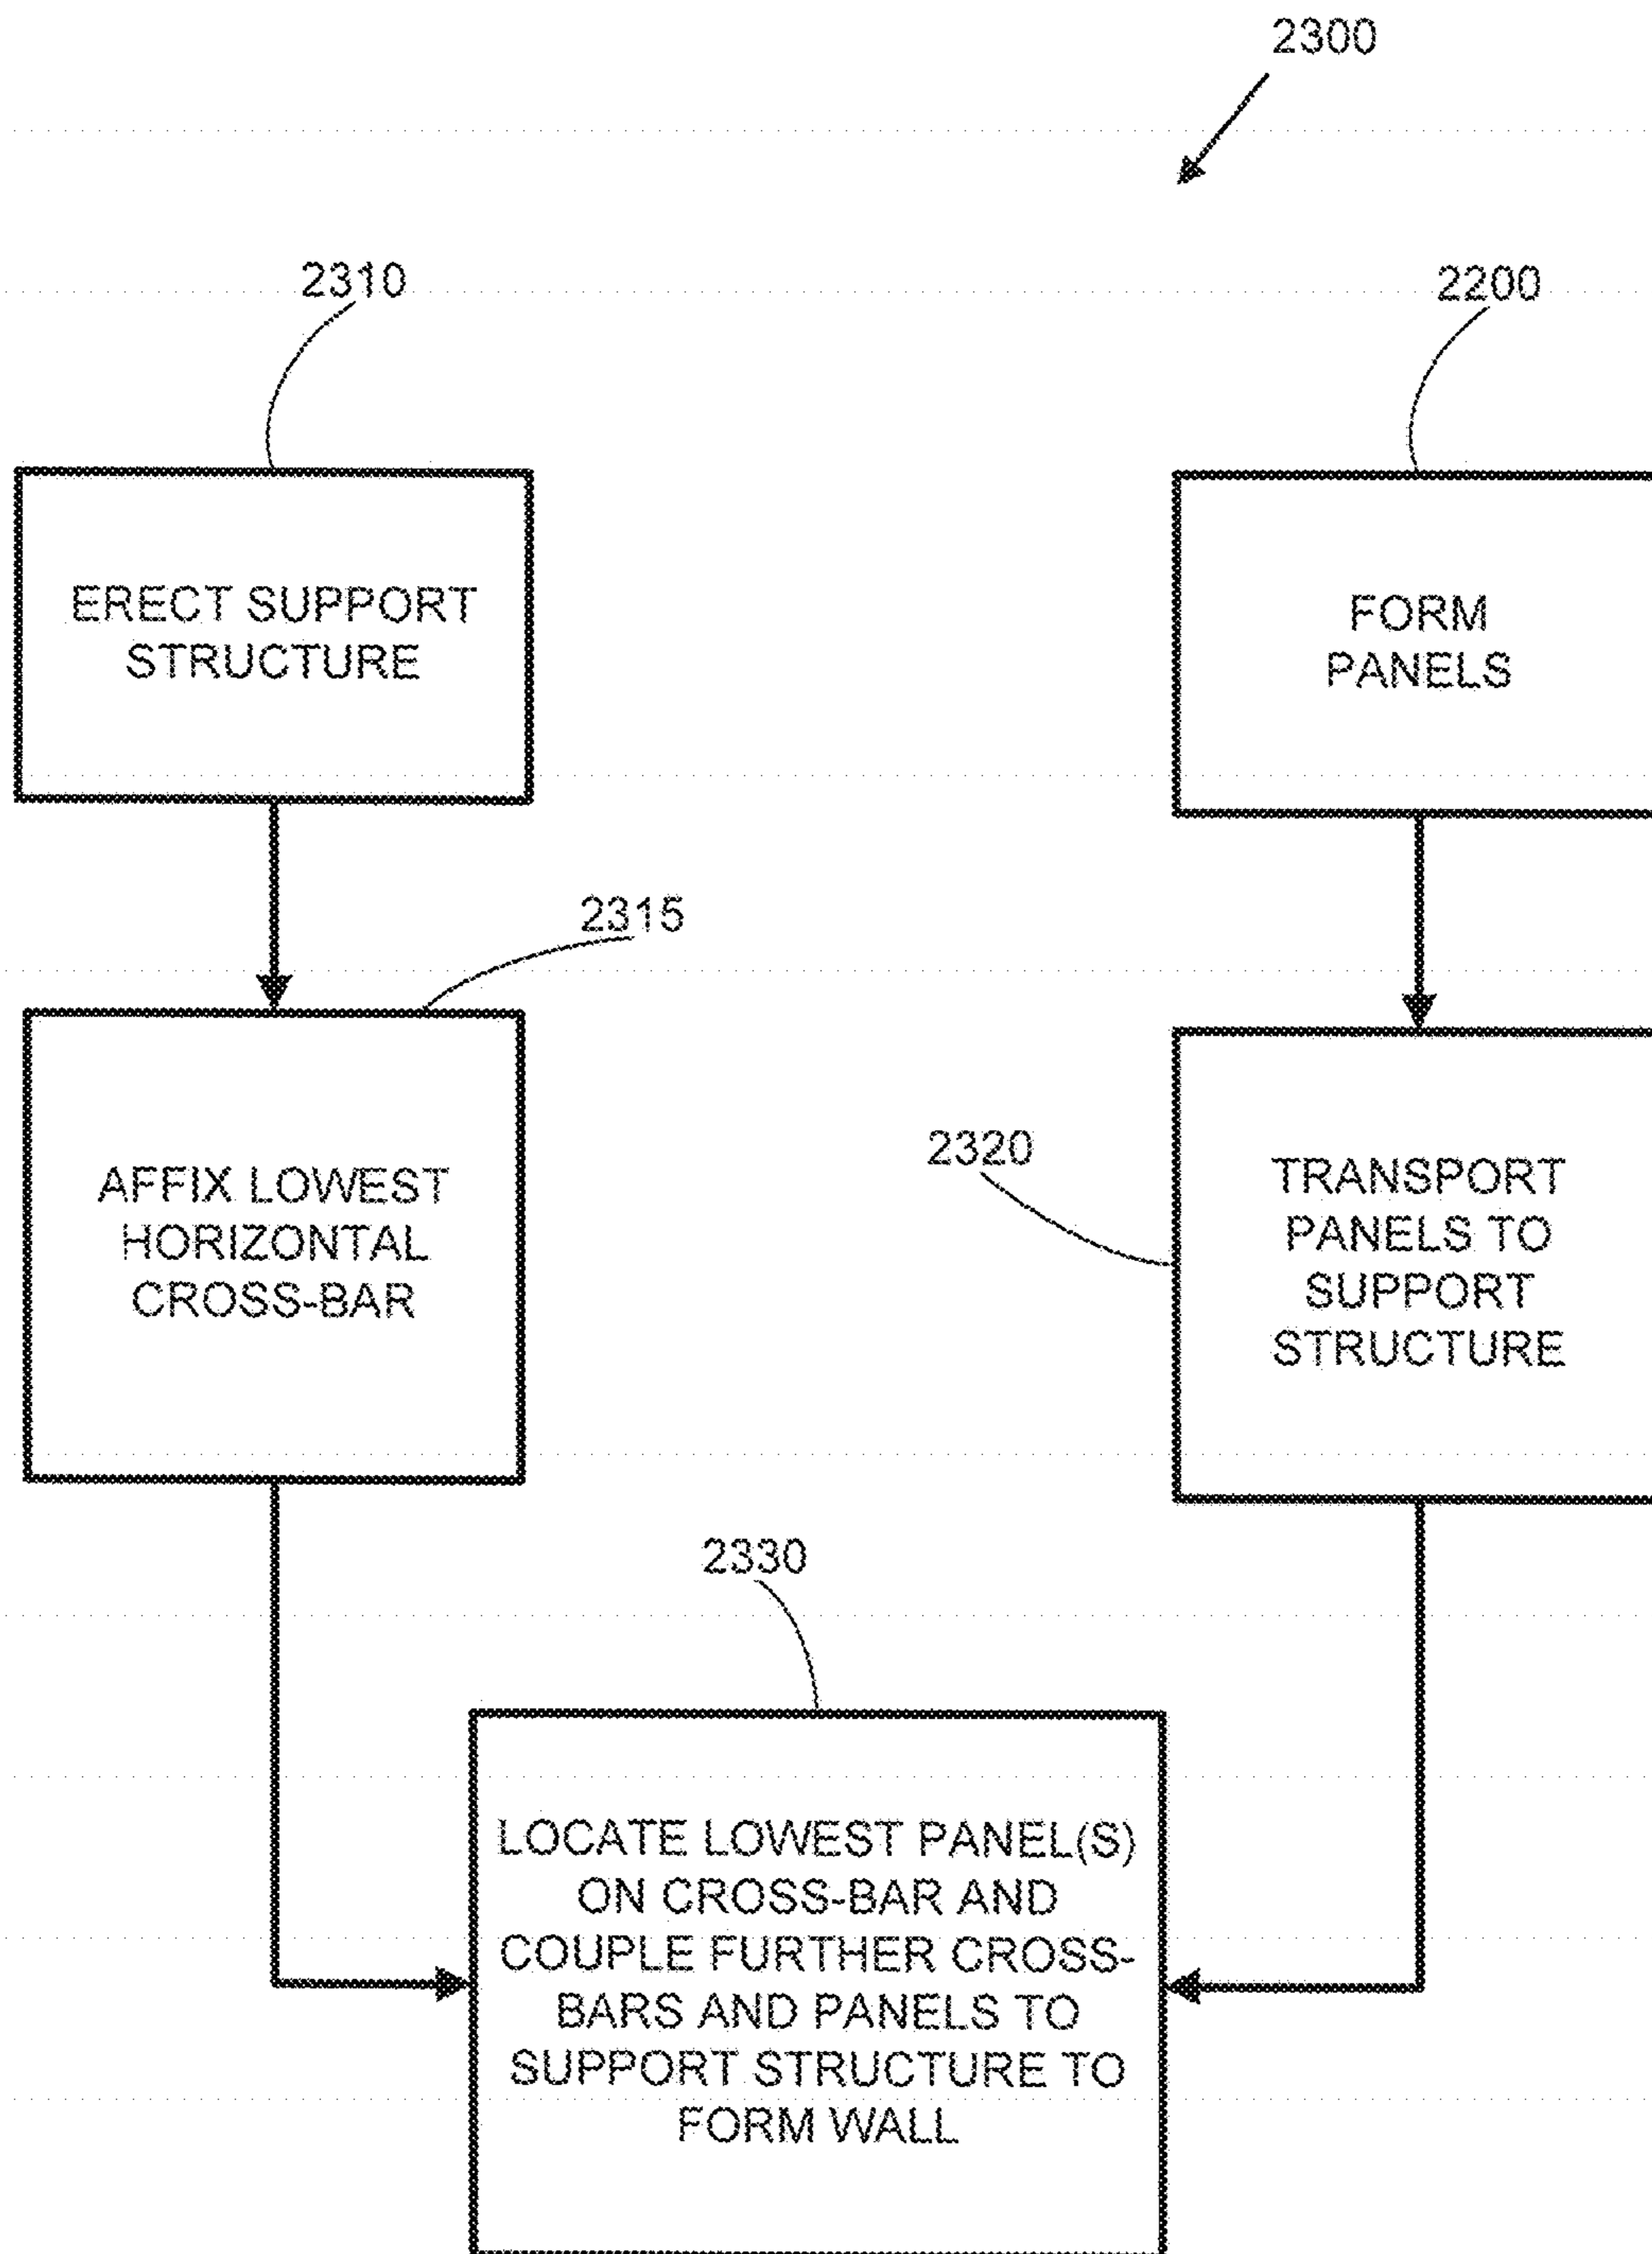 2300
2310
2200
ERECT SUPPORT
STRUCTURE
FORM
PANELS
2315
AFFIX LOWEST
HORIZONTAL
CROSS-BAR
2320
TRANSPORT
PANELS TO
SUPPORT
STRUCTURE
2330
LOCATE LOWEST PANEL(S)
ON CROSS-BAR AND
COUPLE FURTHER CROSS-
BARS AND PANELS TO
SUPPORT STRUCTURE TO
FORM WALL